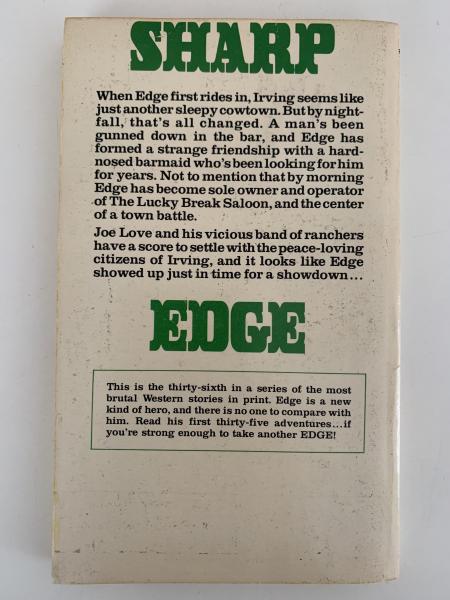 SHARP
When Edge first rides in, Irving seems like
just another sleepy cowtown. But by night-
fall, that's all changed. A man's been
gunned down in the bar, and Edge has
formed a strange friendship with a hard-
nosed barmaid who's been looking for him
for years. Not to mention that by morning
Edge has become sole owner and operator
of The Lucky Break Saloon, and the center
of a town battle.
Joe Love and his vicious band of ranchers
have a score to settle with the peace-loving
citizens of Irving, and it looks like Edge
showed up just in time for a showdown...
EDGE
This is the thirty-sixth in a series of the most
brutal Western stories in print. Edge is a new
kind of hero, and there is no one to compare with
him. Read his first thirty-five adventures...if
you're strong enough to take another EDGE!